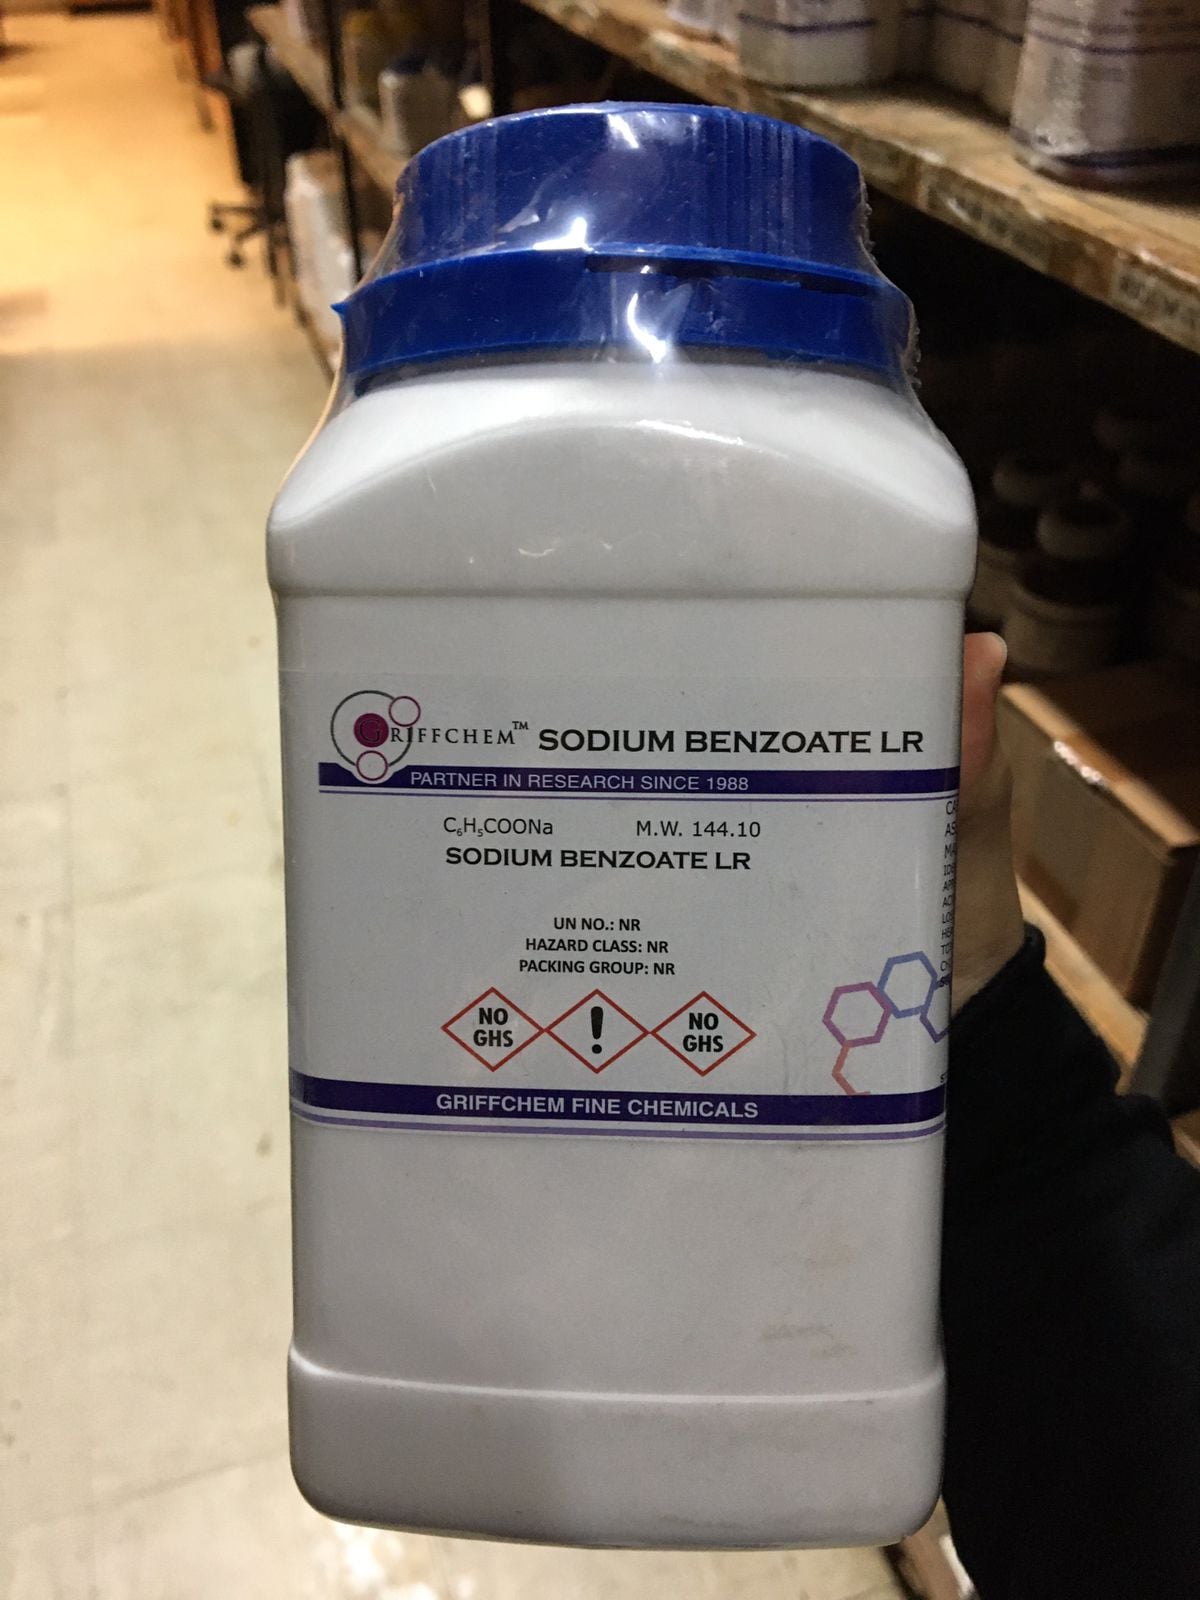 GRIFFCHEM™ SODIUM BENZOATE LR
PARTNER IN RESEARCH SINCE 1988
C₆H₅COONa M.W. 144.10
SODIUM BENZOATE LR
UN NO.: NR
HAZARD CLASS: NR
PACKING GROUP: NR
NO GHS
!
NO GHS
GRIFFCHEM FINE CHEMICALS